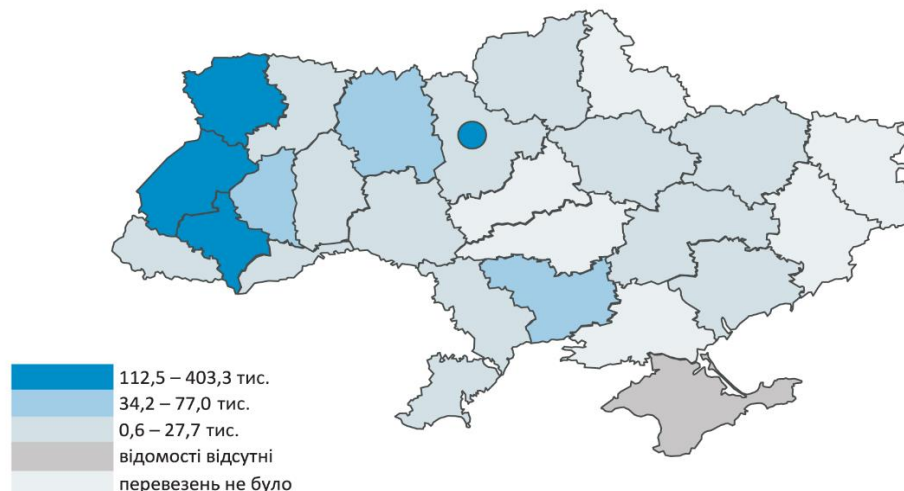 112,5 – 403,3 тис.
34,2 – 77,0 тис.
0,6 – 27,7 тис.
відомості відсутні
перевезень не було